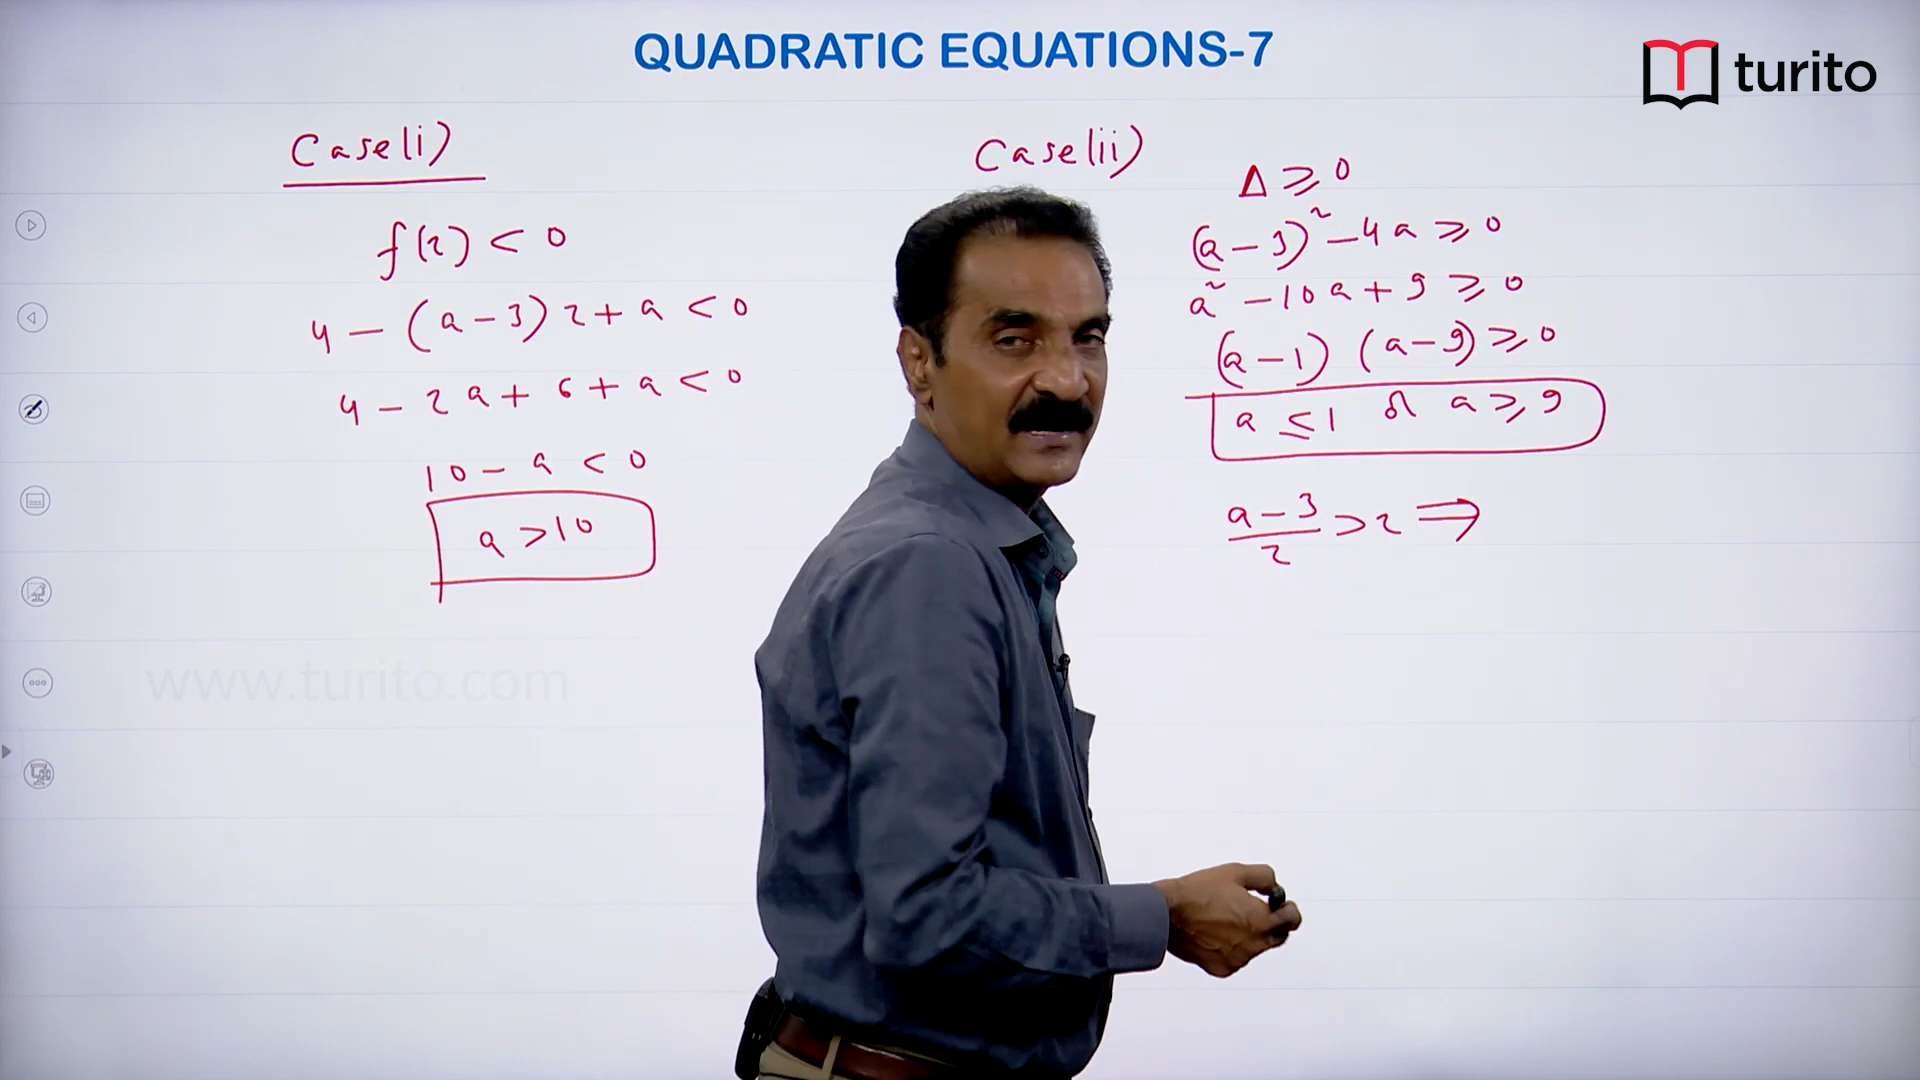 QUADRATIC EQUATIONS-7
turito
Case(i)
f(2) < 0
4 - (a-3)2 + a < 0
4 - 2a + 6 + a < 0
10 - a < 0
a > 10
www.turito.com
Case(ii)
Δ ⩾ 0
(a-3)² - 4a ⩾ 0
a² - 10a + 9 ⩾ 0
(a-1) (a-9) ⩾ 0
a ≤ 1 or a ⩾ 9
a-3/2 > 2 ⇒